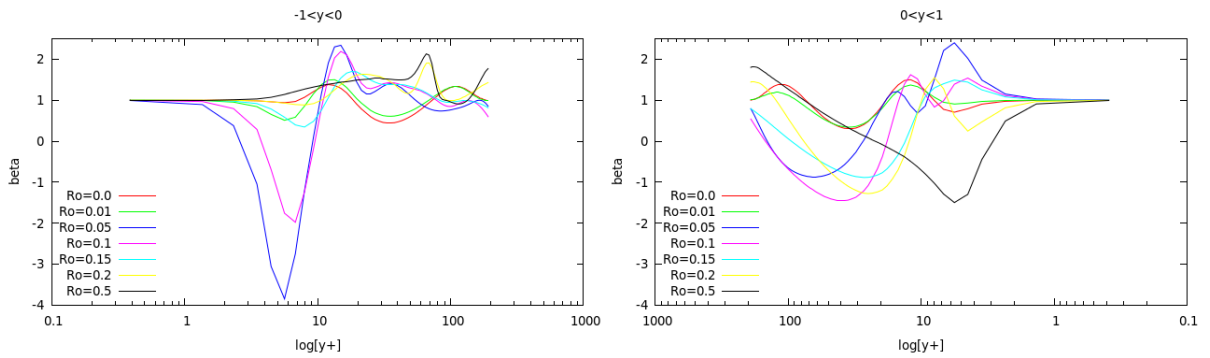 -1<y<0
beta
2
1
0
-1
-2
-3
-4
Ro=0.0
Ro=0.01
Ro=0.05
Ro=0.1
Ro=0.15
Ro=0.2
Ro=0.5
0.1 1 10 100 1000
log[y+]
0<y<1
beta
2
1
0
-1
-2
-3
-4
Ro=0.0
Ro=0.01
Ro=0.05
Ro=0.1
Ro=0.15
Ro=0.2
Ro=0.5
1000 100 10 1 0.1
log[y+]